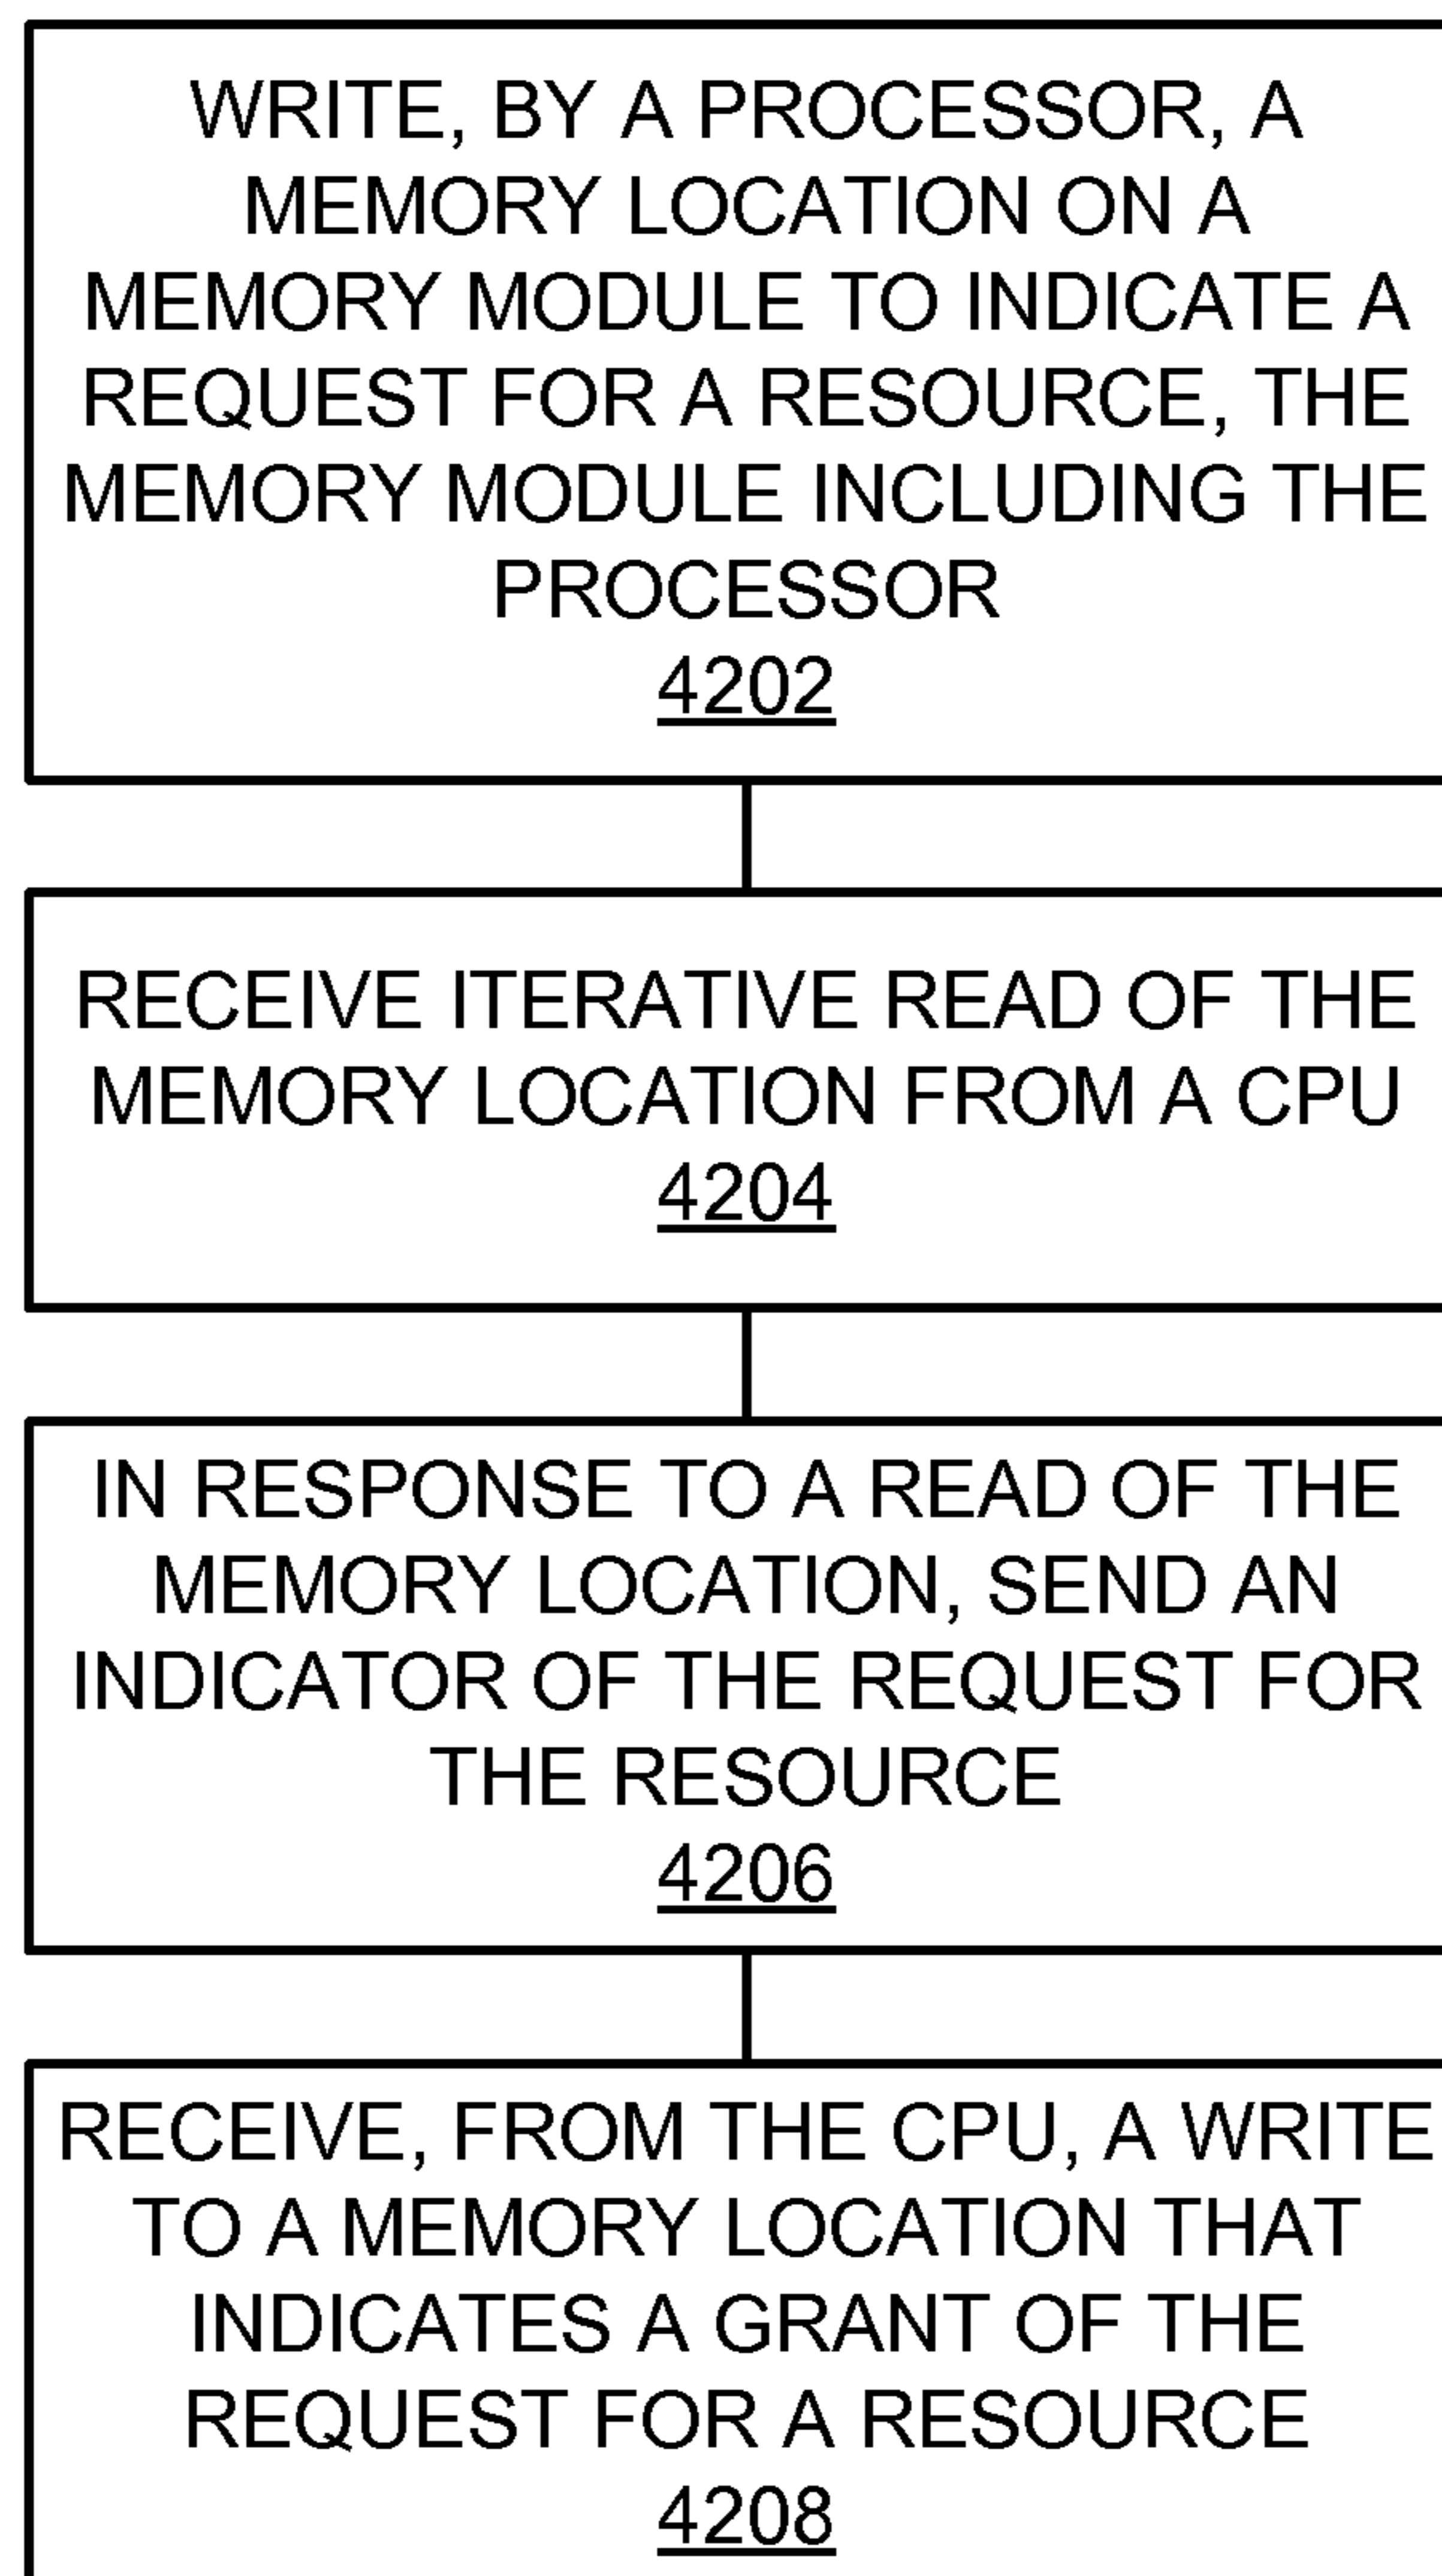 WRITE, BY A PROCESSOR, A
MEMORY LOCATION ON A
MEMORY MODULE TO INDICATE A
REQUEST FOR A RESOURCE, THE
MEMORY MODULE INCLUDING THE
PROCESSOR
4202
RECEIVE ITERATIVE READ OF THE
MEMORY LOCATION FROM A CPU
4204
IN RESPONSE TO A READ OF THE
MEMORY LOCATION, SEND AN
INDICATOR OF THE REQUEST FOR
THE RESOURCE
4206
RECEIVE, FROM THE CPU, A WRITE
TO A MEMORY LOCATION THAT
INDICATES A GRANT OF THE
REQUEST FOR A RESOURCE
4208